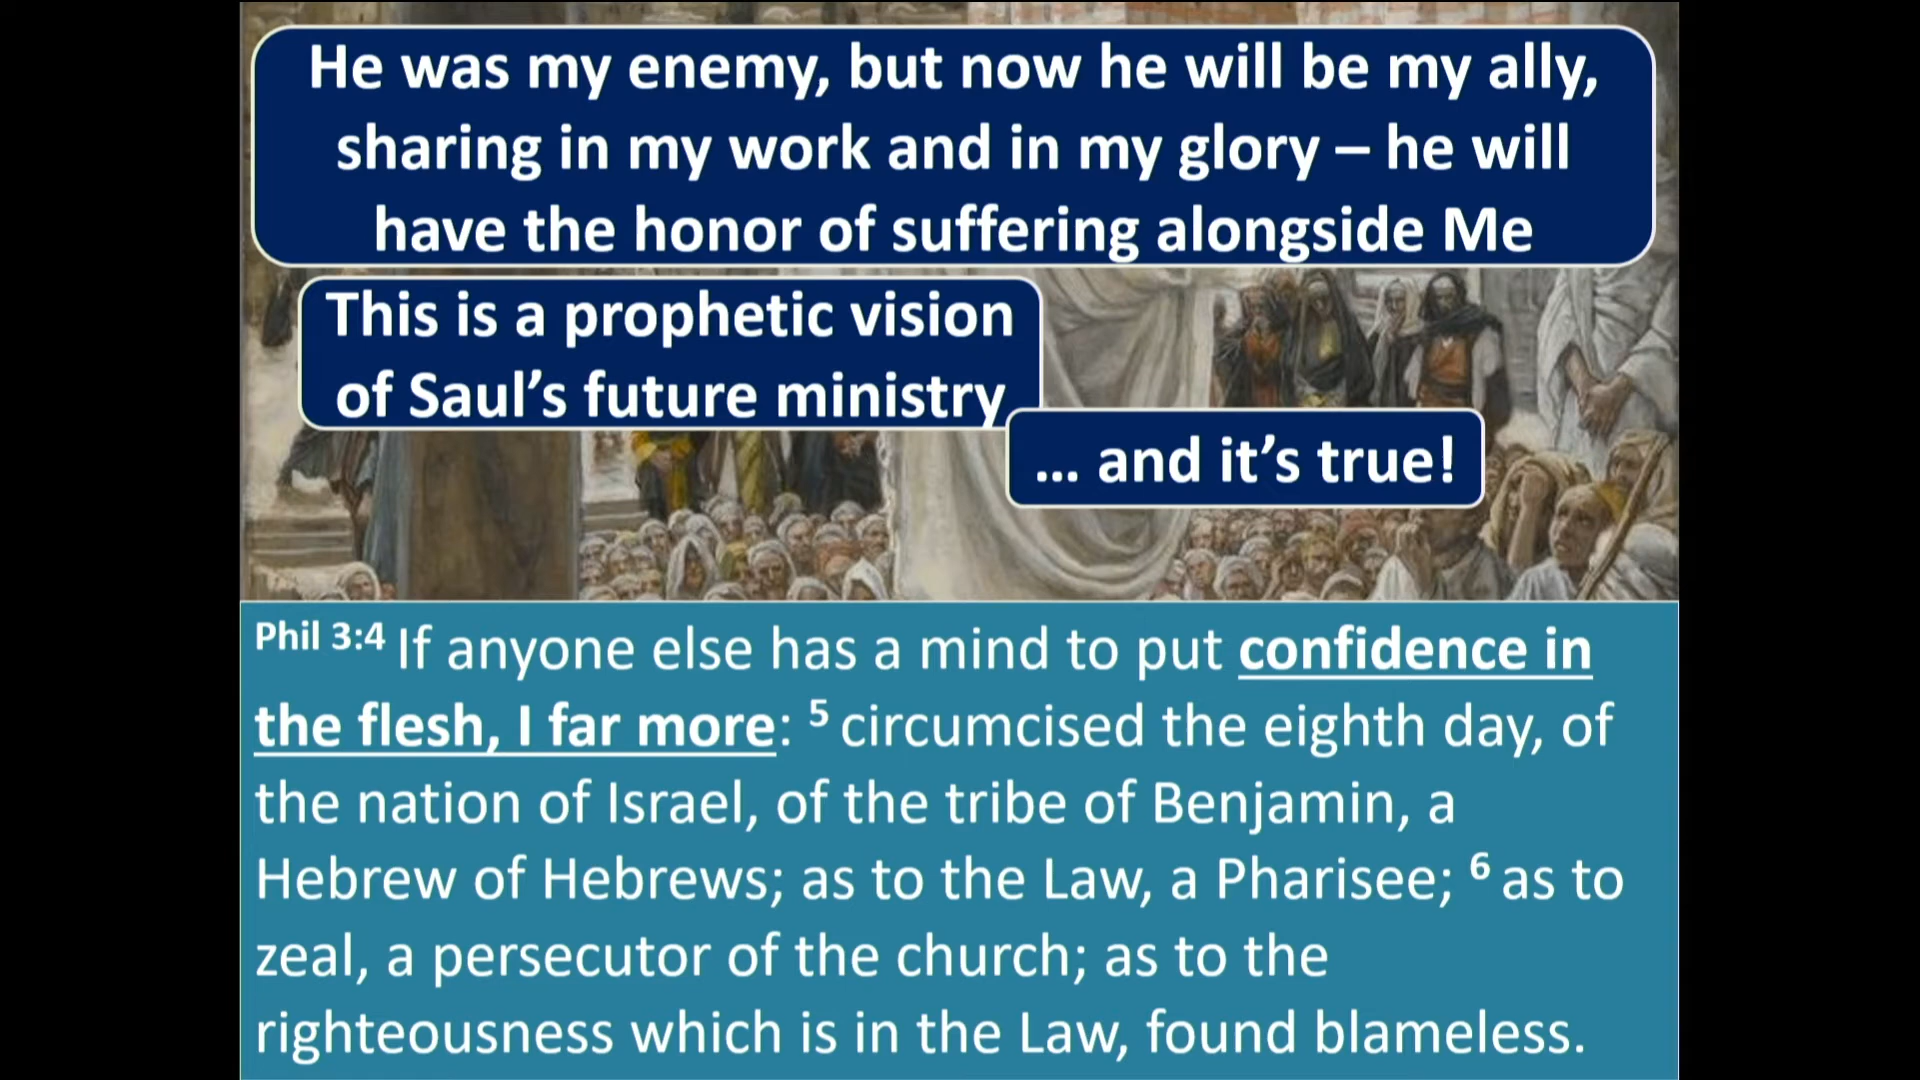 He was my enemy, but now he will be my ally,
sharing in my work and in my glory – he will
have the honor of suffering alongside Me
This is a prophetic vision
of Saul’s future ministry
... and it’s true!
Phil 3:4 If anyone else has a mind to put confidence in
the flesh, I far more: 5 circumcised the eighth day, of
the nation of Israel, of the tribe of Benjamin, a
Hebrew of Hebrews; as to the Law, a Pharisee; 6 as to
zeal, a persecutor of the church; as to the
righteousness which is in the Law, found blameless.